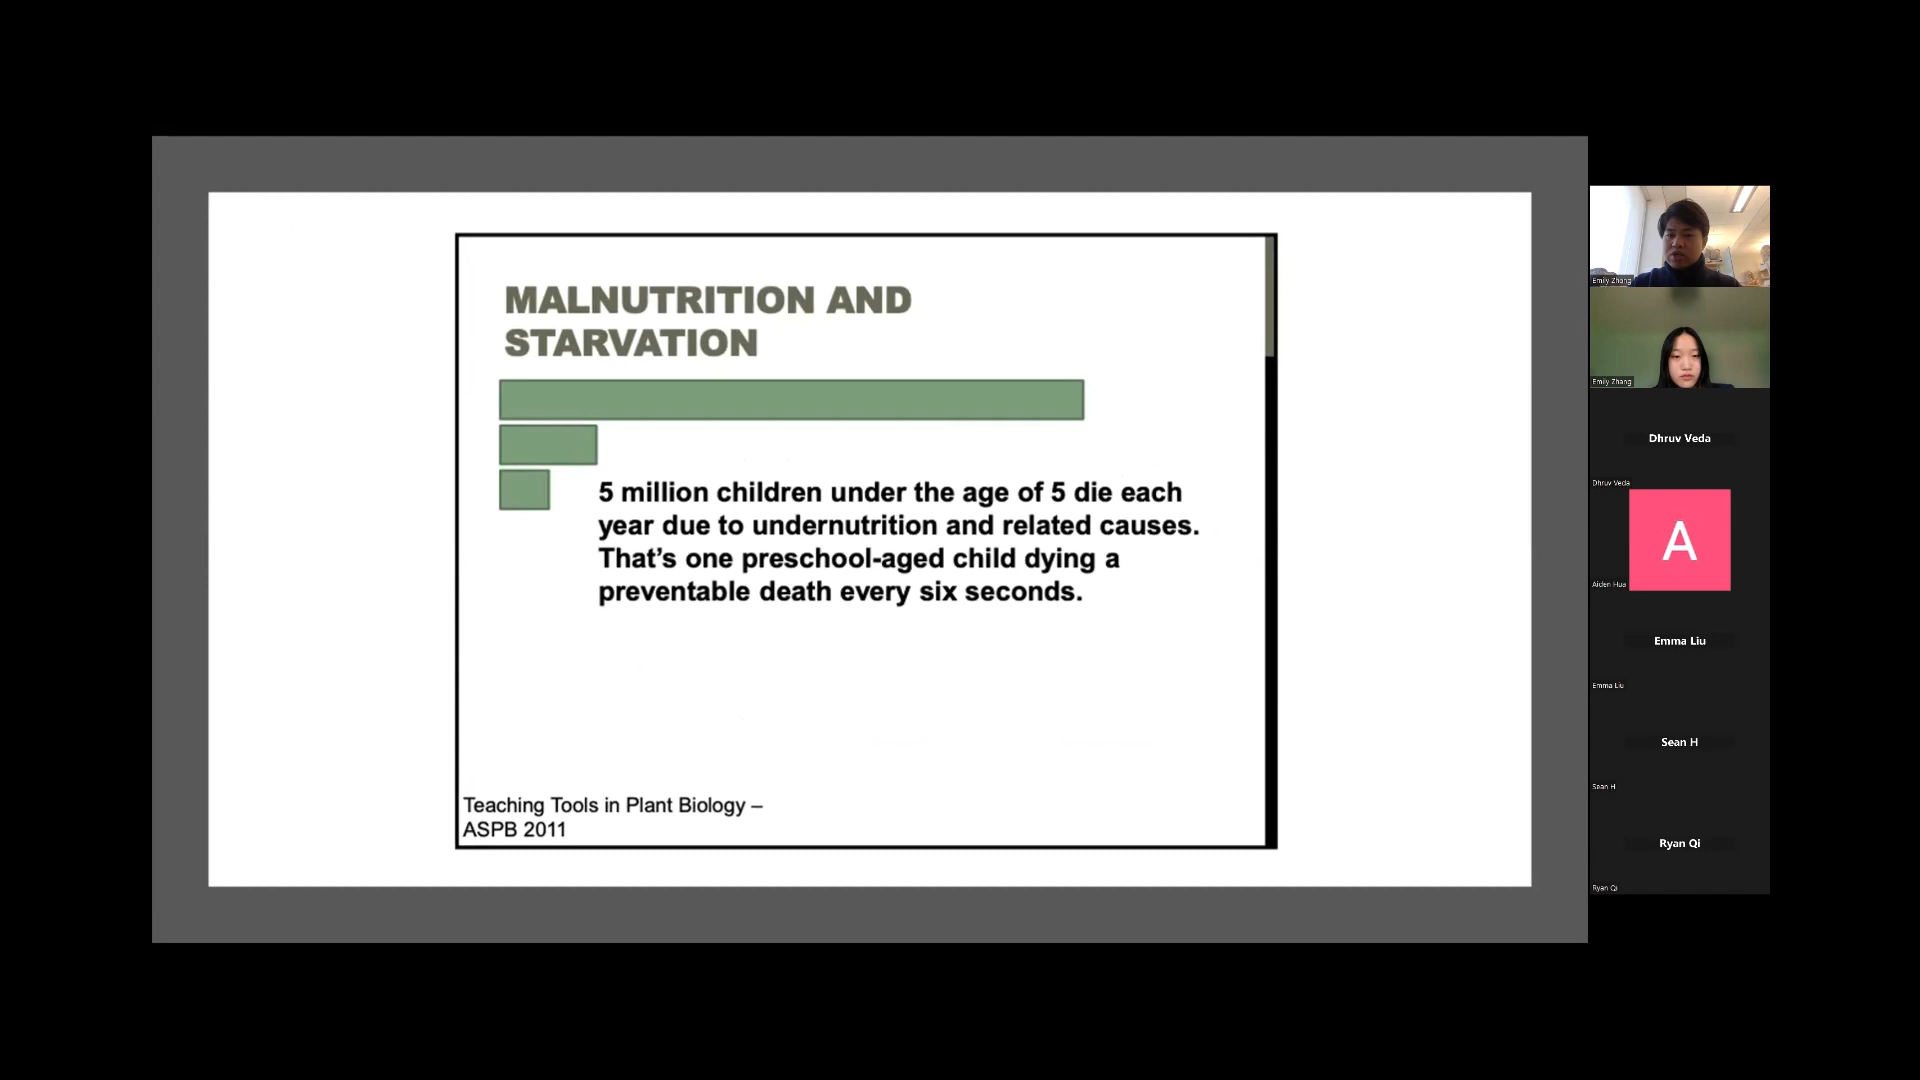 MALNUTRITION AND
STARVATION
5 million children under the age of 5 die each
year due to undernutrition and related causes.
That's one preschool-aged child dying a
preventable death every six seconds.
Teaching Tools in Plant Biology –
ASPB 2011
Emily Zhang
Emily Zhang
Dhruv Veda
Dhruv Veda
A
Aiden Hua
Emma Liu
Emma Liu
Sean H
Sean H
Ryan Qi
Ryan Qi